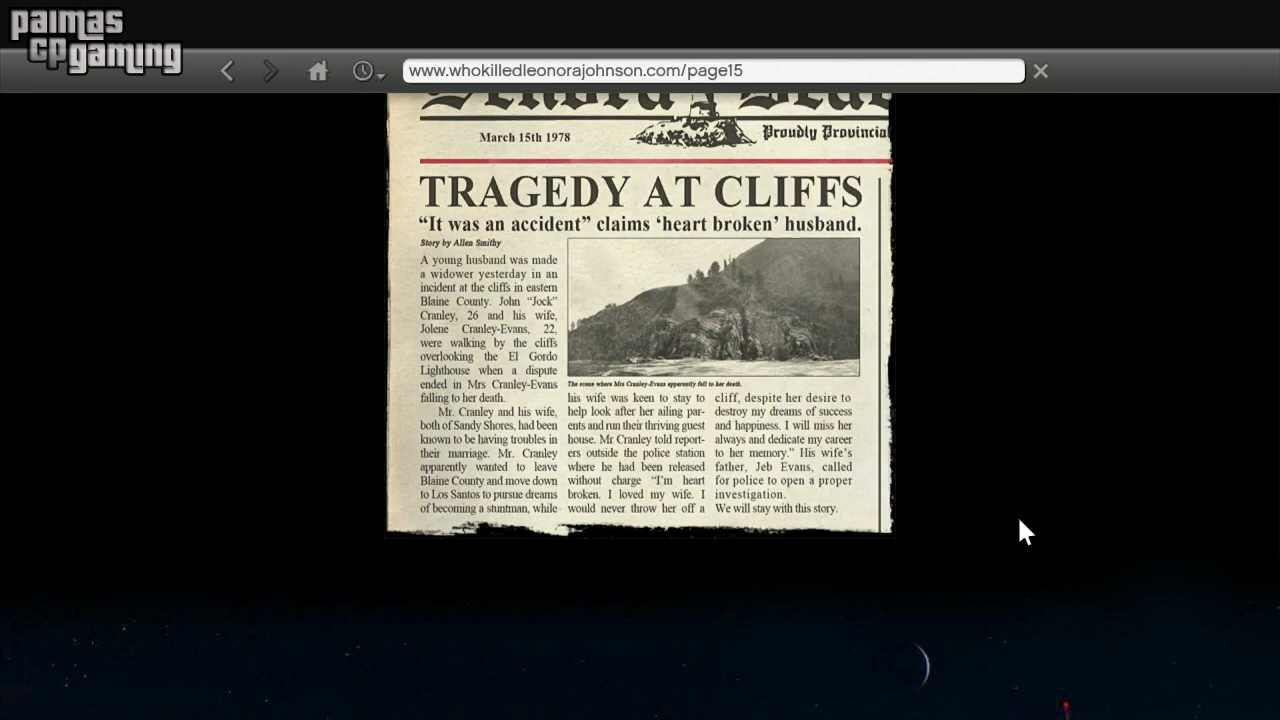 paimas
cpgaming
www.whokilledleonorajohnson.com/page15
March 15th 1978
Proudly Provincial
TRAGEDY AT CLIFFS
“It was an accident” claims ‘heart broken’ husband.
Story by Allen Smithy
A young husband was made
a widower yesterday in an
incident at the cliffs in eastern
Blaine County. John “Jock”
Cranley, 26 and his wife,
Jolene Cranley-Evans, 22,
were walking by the cliffs
overlooking the El Gordo
Lighthouse when a dispute
ended in Mrs Cranley-Evans
falling to her death.
Mr. Cranley and his wife,
both of Sandy Shores, had been
known to be having troubles in
their marriage. Mr. Cranley
apparently wanted to leave
Blaine County and move down
to Los Santos to pursue dreams
of becoming a stuntman, while
The scene where Mrs Cranley-Evans apparently fell to her death.
his wife was keen to stay to
help look after her ailing par-
ents and run their thriving guest
house. Mr Cranley told report-
ers outside the police station
where he had been released
without charge “I’m heart
broken. I loved my wife. I
would never throw her off a
cliff, despite her desire to
destroy my dreams of success
and happiness. I will miss her
always and dedicate my career
to her memory.” His wife’s
father, Jeb Evans, called
for police to open a proper
investigation.
We will stay with this story.